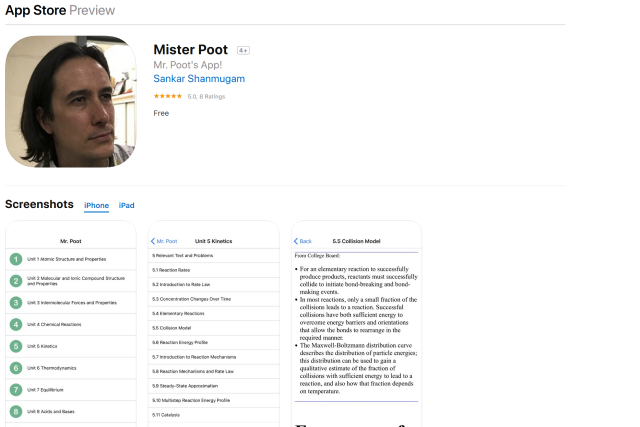 App Store Preview
Mister Poot 4+
Mr. Poot's App!
Sankar Shanmugam
★★★★★ 5.0, 6 Ratings
Free
Screenshots iPhone iPad
Mr. Poot
1 Unit 1 Atomic Structure and Properties
2 Unit 2 Molecular and Ionic Compound Structure
and Properties
3 Unit 3 Intermolecular Forces and Properties
4 Unit 4 Chemical Reactions
5 Unit 5 Kinetics
6 Unit 6 Thermodynamics
7 Unit 7 Equilibrium
8 Unit 8 Acids and Bases
Mr. Poot Unit 5 Kinetics
5 Relevant Text and Problems
5.1 Reaction Rates
5.2 Introduction to Rate Law
5.3 Concentration Changes Over Time
5.4 Elementary Reactions
5.5 Collision Model
5.6 Reaction Energy Profile
5.7 Introduction to Reaction Mechanisms
5.8 Reaction Mechanisms and Rate Law
5.9 Steady-State Approximation
5.10 Multistep Reaction Energy Profile
5.11 Catalysis
Back 5.5 Collision Model
From College Board:
• For an elementary reaction to successfully
produce products, reactants must successfully
collide to initiate bond-breaking and bond-
making events.
• In most reactions, only a small fraction of the
collisions leads to a reaction. Successful
collisions have both sufficient energy to
overcome energy barriers and orientations
that allow the bonds to rearrange in the
required manner.
• The Maxwell-Boltzmann distribution curve
describes the distribution of particle energies;
this distribution can be used to gain a
qualitative estimate of the fraction of
collisions with sufficient energy to lead to a
reaction, and also how that fraction depends
on temperature.